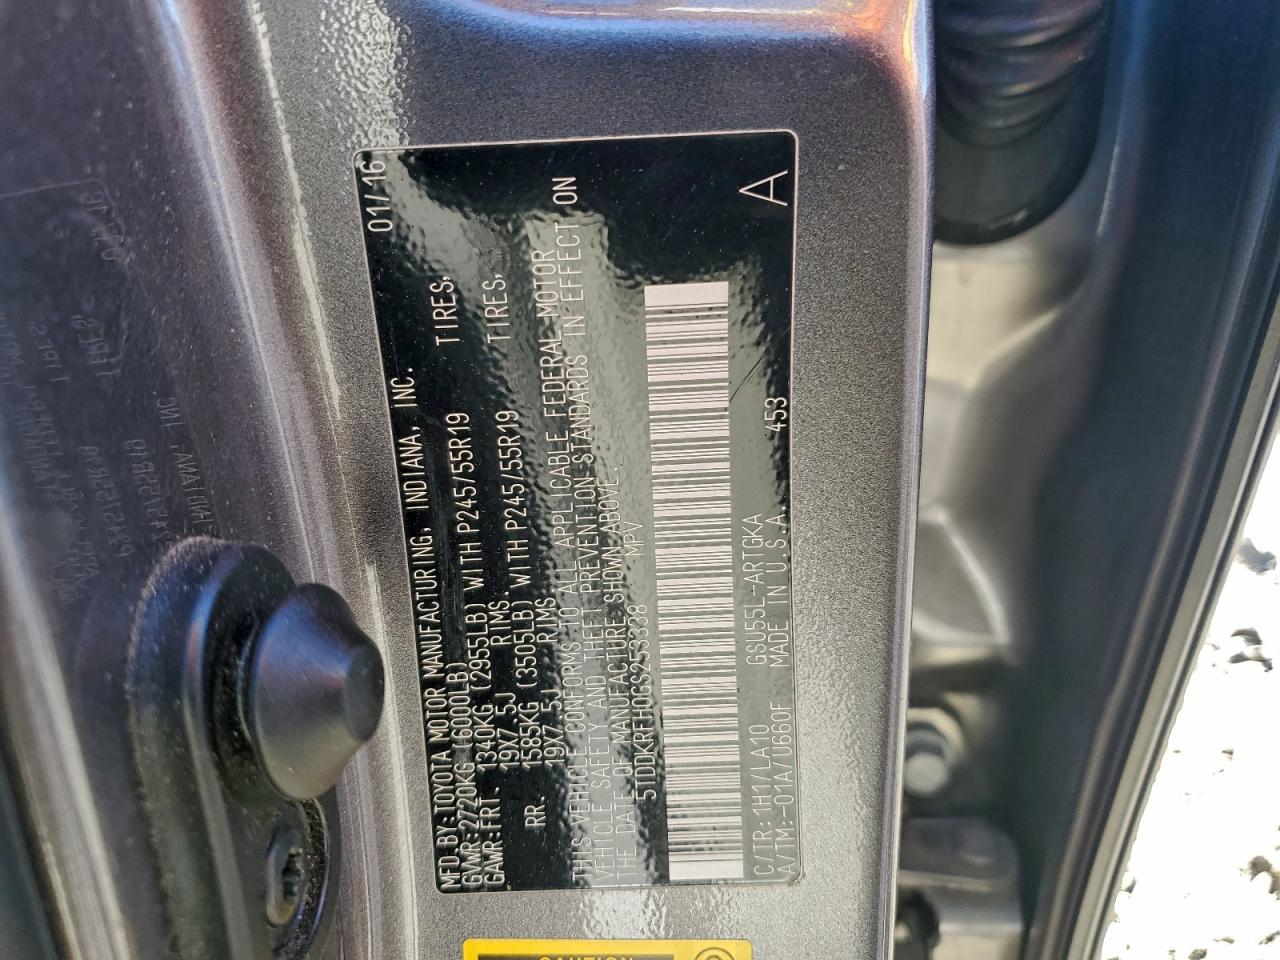 MFD.BY:TOYOTA MOTOR MANUFACTURING, INDIANA, INC. 01/16
GVWR:2720KG(6000LB)
GAWR:FRT. 1340KG (2955LB) WITH P245/55R19 TIRES,
19X7.5J RIMS.
RR. 1585KG (3505LB) WITH P245/55R19 TIRES,
19X7.5J RIMS.
THIS VEHICLE CONFORMS TO ALL APPLICABLE FEDERAL MOTOR
VEHICLE SAFETY AND THEFT PREVENTION STANDARDS IN EFFECT ON
THE DATE OF MANUFACTURE SHOWN ABOVE.
5TDDKRFH0GS253338 MPV
C/TR:1H1/LA10 GSU55L-ARTGKA
A/TM:-01A/U660F MADE IN U.S.A. 453 A
CAUTION